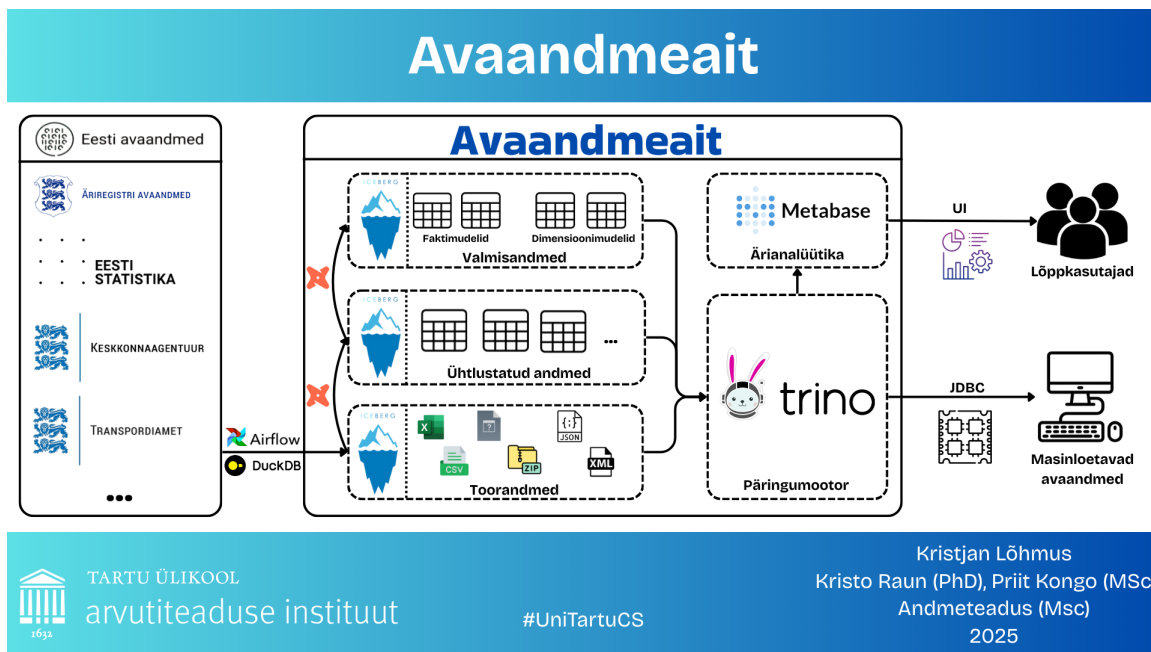 Avaandmeait
Eesti avaandmed
ÄRIREGISTRI AVAANDMED
EESTI
STATISTIKA
KESKKONNAAGENTUUR
TRANSPORDIAMET
Airflow
DuckDB
Avaandmeait
ICEBERG
Faktimudelid
Dimensioonimudelid
Valmisandmed
ICEBERG
...
Ühtlustatud andmed
ICEBERG
X
?
{;}
JSON
CSV
ZIP
XML
Toorandmed
Metabase
Ärianalüütika
trino
Päringumootor
UI
Lõppkasutajad
JDBC
Masinloetavad
avaandmed
TARTU ÜLIKOOL
arvutiteaduse instituut
1632
#UniTartuCS
Kristjan Lõhmus
Kristo Raun (PhD), Priit Kongo (MSc
Andmeteadus (Msc)
2025